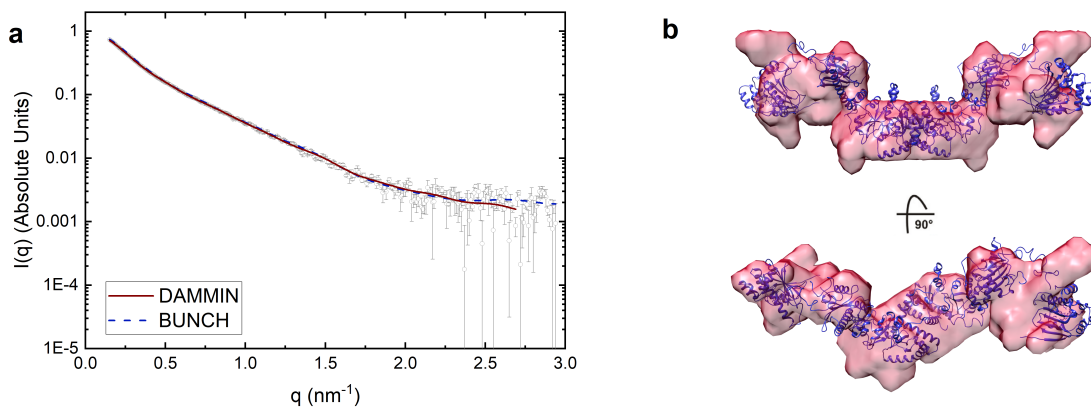 a
b
I(q) (Absolute Units)
1
0.1
0.01
0.001
1E-4
1E-5
DAMMIN
BUNCH
0.0 0.5 1.0 1.5 2.0 2.5 3.0
q (nm⁻¹)
90°